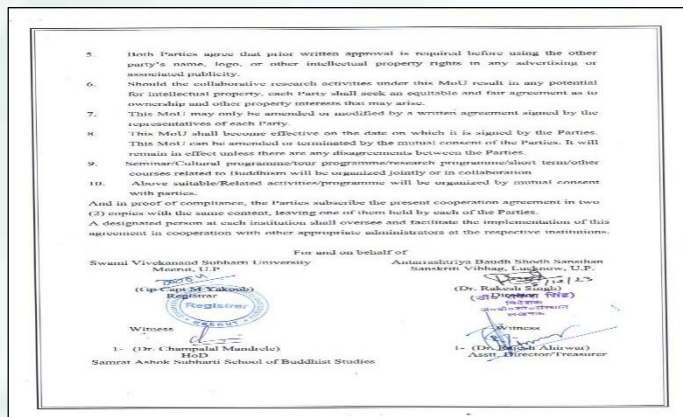 5. Both Parties agree that prior written approval is required before using the other
party's name, logo, or other intellectual property rights in any advertising or
associated publicity.
6. Should the collaborative research activities under this MoU result in any potential
for intellectual property, each Party shall seek an equitable and fair agreement as to
ownership and other property interests that may arise.
7. This MoU may only be amended or modified by a written agreement signed by the
representatives of each Party.
8. This MoU shall become effective on the date on which it is signed by the Parties.
This MoU can be amended or terminated by the mutual consent of the Parties. It will
remain in effect unless there are any disagreements between the Parties.
9. Seminar/Cultural programme/tour programme/research programme/short term/other
courses related to Buddhism will be organized jointly or in collaboration
10. Above suitable/Related activities/programme will be organized by mutual consent
with parties.
And in proof of compliance, the Parties subscribe the present cooperation agreement in two
(2) copies with the same content, leaving one of them held by each of the Parties.
A designated person at each institution shall oversee and facilitate the implementation of this
agreement in cooperation with other appropriate administrators at the respective institutions.
For and on behalf of
Swami Vivekanand Subharti University
Meerut, U.P
(Gp Capt M Yakoob)
Registrar
Registrar
Antarrashtriya Baudh Shodh Sansthan
Sanskriti Vibhag, Lucknow, U.P.
(Dr. Rakesh Singh)
निदेशक
लखनऊ
Witness
1- (Dr. Champalal Mandrele)
HoD
Samrat Ashok Subharti School of Buddhist Studies
Witness
1- (Dr. Rajesh Ahirwar)
Asstt. Director/Treasurer